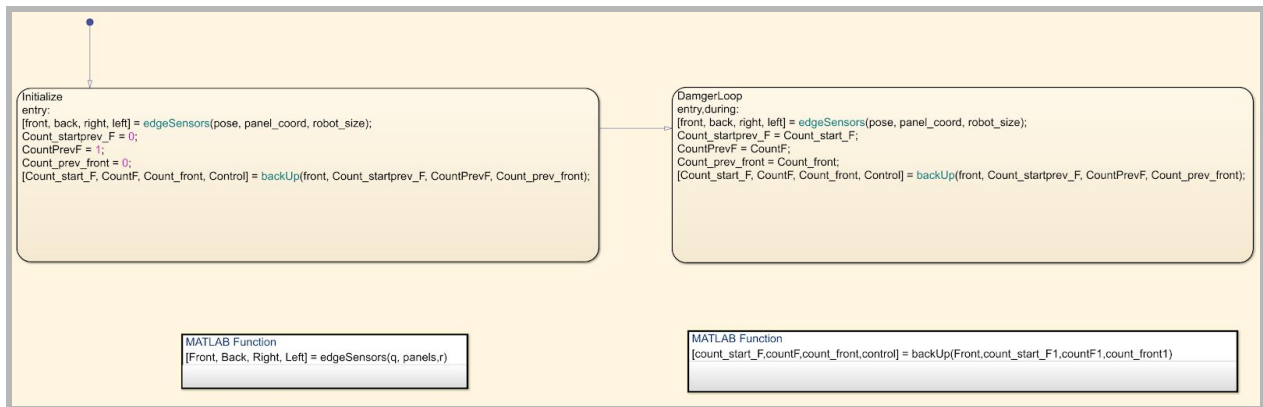 Initialize
entry:
[front, back, right, left] = edgeSensors(pose, panel_coord, robot_size);
Count_startprev_F = 0;
CountPrevF = 1;
Count_prev_front = 0;
[Count_start_F, CountF, Count_front, Control] = backUp(front, Count_startprev_F, CountPrevF, Count_prev_front);
DamgerLoop
entry,during:
[front, back, right, left] = edgeSensors(pose, panel_coord, robot_size);
Count_startprev_F = Count_start_F;
CountPrevF = CountF;
Count_prev_front = Count_front;
[Count_start_F, CountF, Count_front, Control] = backUp(front, Count_startprev_F, CountPrevF, Count_prev_front);
MATLAB Function
[Front, Back, Right, Left] = edgeSensors(q, panels,r)
MATLAB Function
[count_start_F,countF,count_front,control] = backUp(Front,count_start_F1,countF1,count_front1)